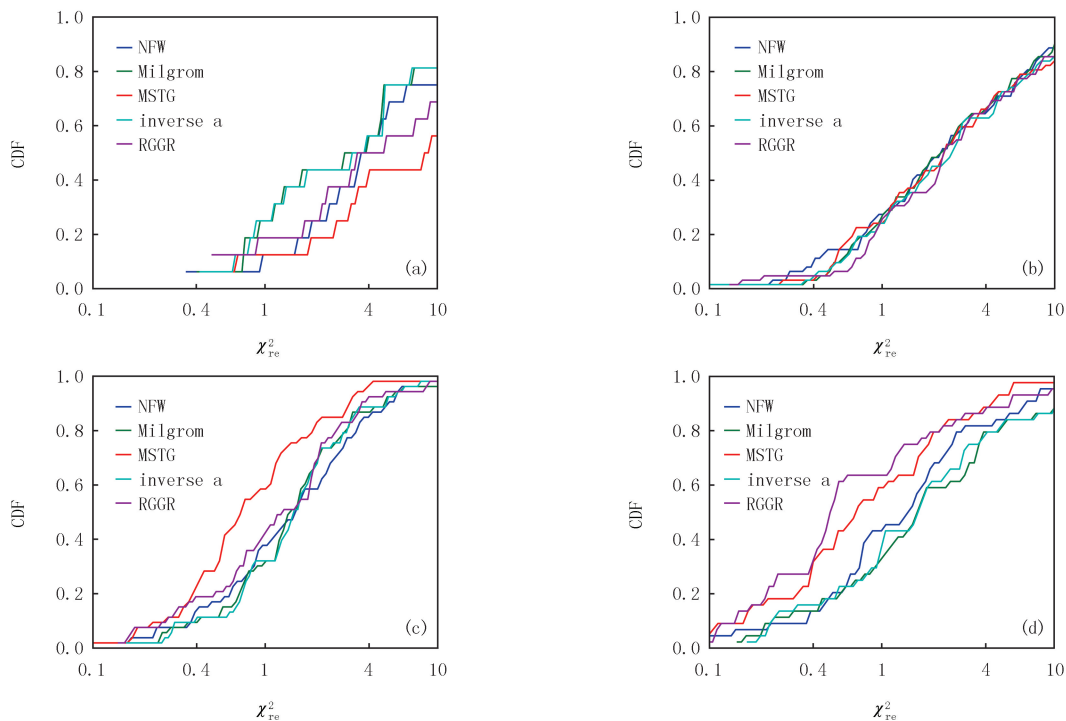 1.0
0.8
0.6
0.4
0.2
0.0
CDF
NFW
Milgrom
MSTG
inverse a
RGGR
(a)
0.1 0.4 1 4 10
χ²re
1.0
0.8
0.6
0.4
0.2
0.0
CDF
NFW
Milgrom
MSTG
inverse a
RGGR
(b)
0.1 0.4 1 4 10
χ²re
1.0
0.8
0.6
0.4
0.2
0.0
CDF
NFW
Milgrom
MSTG
inverse a
RGGR
(c)
0.1 0.4 1 4 10
χ²re
1.0
0.8
0.6
0.4
0.2
0.0
CDF
NFW
Milgrom
MSTG
inverse a
RGGR
(d)
0.1 0.4 1 4 10
χ²re